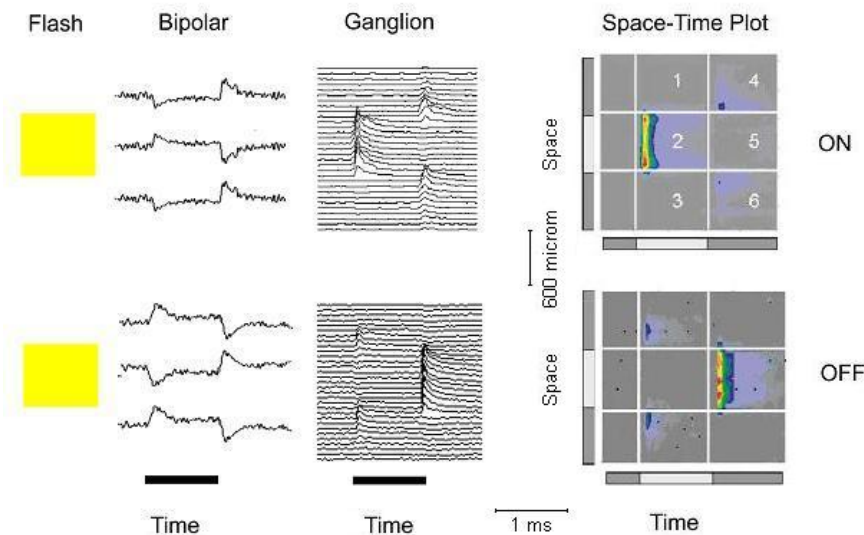 Flash
Bipolar
Ganglion
Space-Time Plot
1
4
Space
2
5
ON
3
6
600 microm
Space
OFF
Time
Time
1 ms
Time